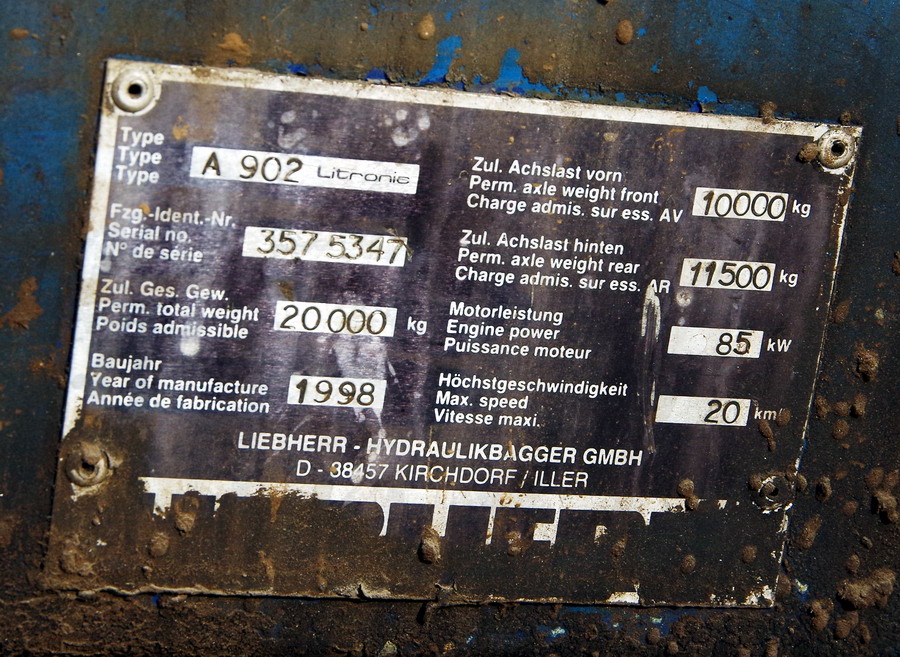 Type
Type
Type
A 902 Litronic
Fzg.-Ident.-Nr.
Serial no.
N° de série
357 5347
Zul. Ges. Gew.
Perm. total weight
Poids admissible
20000 kg
Baujahr
Year of manufacture
Année de fabrication
1998
Zul. Achslast vorn
Perm. axle weight front
Charge admis. sur ess. AV
10000 kg
Zul. Achslast hinten
Perm. axle weight rear
Charge admis. sur ess. AR
11500 kg
Motorleistung
Engine power
Puissance moteur
85 kW
Höchstgeschwindigkeit
Max. speed
Vitesse maxi.
20 km/
LIEBHERR - HYDRAULIKBAGGER GMBH
D - 38457 KIRCHDORF / ILLER